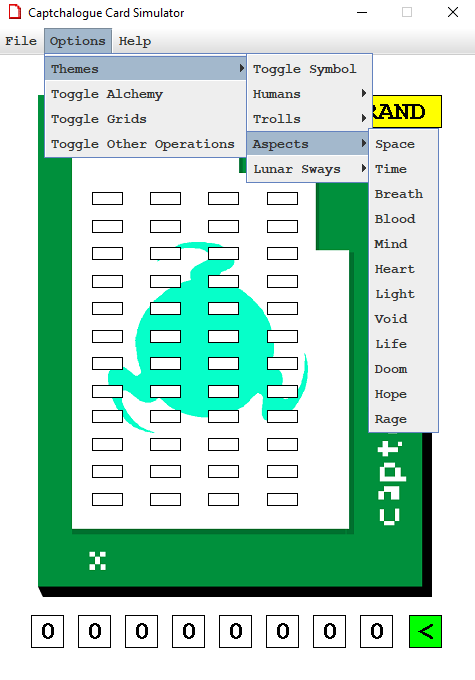 Captchalogue Card Simulator
File Options Help
Themes
Toggle Alchemy
Toggle Grids
Toggle Other Operations
Toggle Symbol
Humans
Trolls
Aspects
Lunar Sways
Space
Time
Breath
Blood
Mind
Heart
Light
Void
Life
Doom
Hope
Rage
RAND
capt
0 0 0 0 0 0 0 0 <